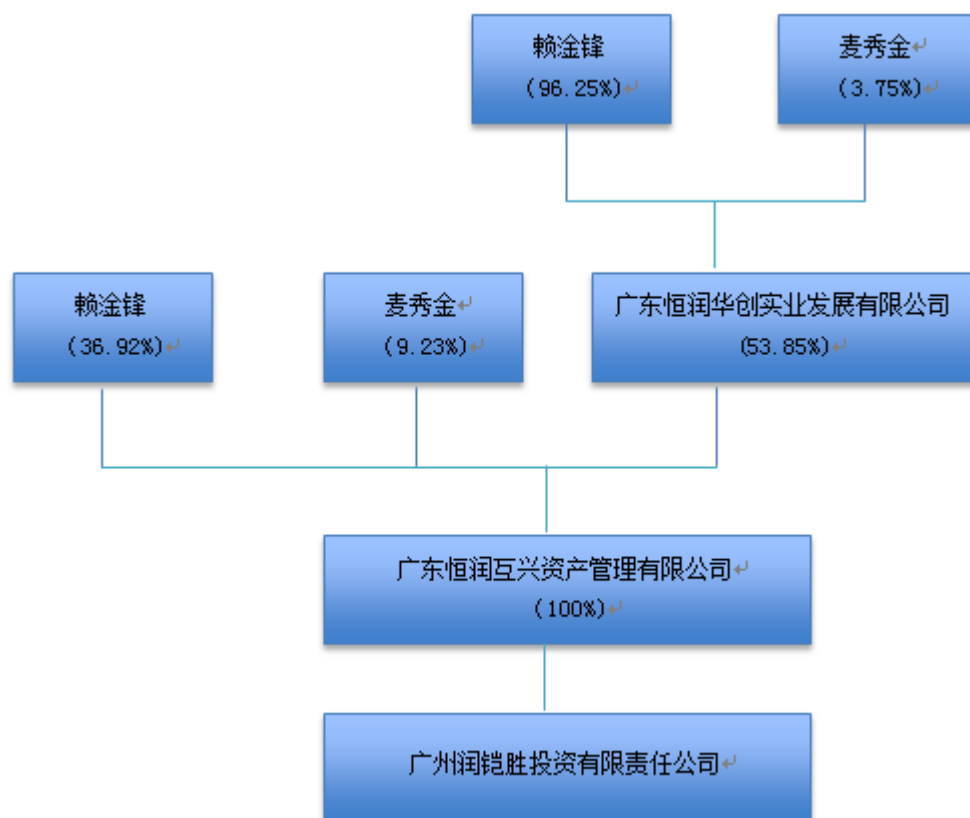 赖淦锋
(96.25%)
麦秀金
(3.75%)
赖淦锋
(36.92%)
麦秀金
(9.23%)
广东恒润华创实业发展有限公司
(53.85%)
广东恒润互兴资产管理有限公司
(100%)
广州润铠胜投资有限责任公司